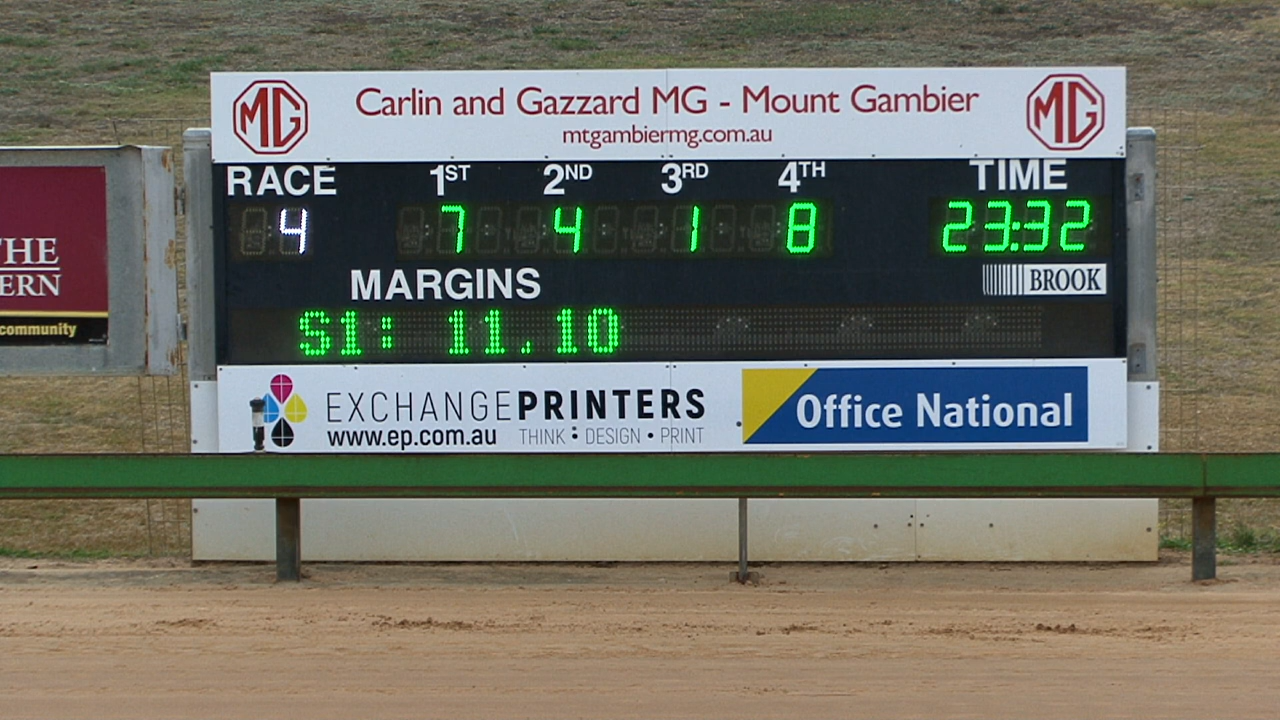 MG Carlin and Gazzard MG - Mount Gambier MG
mtgambiermg.com.au
RACE 1ST 2ND 3RD 4TH TIME
4 7 4 1 8 23:32
MARGINS
BROOK
S1: 11.10
THE
ERN
community
EXCHANGEPRINTERS
www.ep.com.au THINK : DESIGN • PRINT
Office National